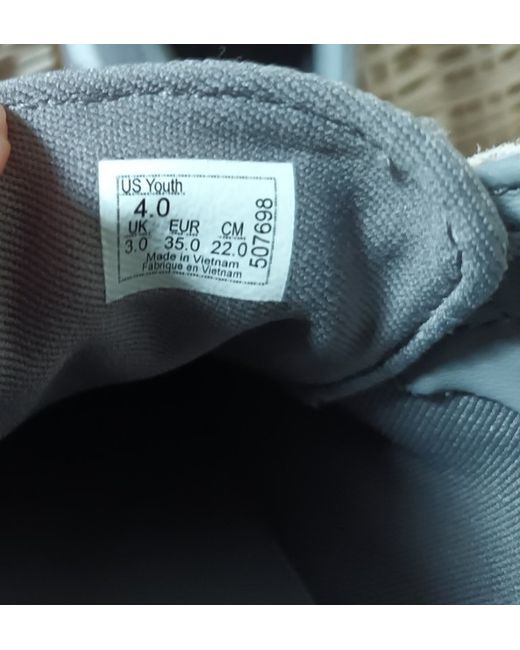 US Youth
4.0
UK EUR CM
3.0 35.0 22.0
Made in Vietnam
Fabrique en Vietnam
507698